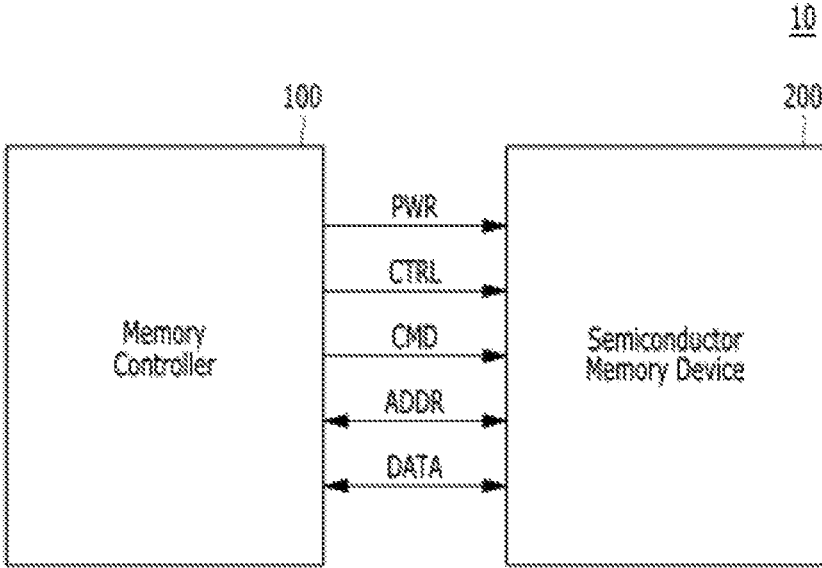 10
100
200
PWR
CTRL
CMD
ADDR
DATA
Memory
Controller
Semiconductor
Memory Device